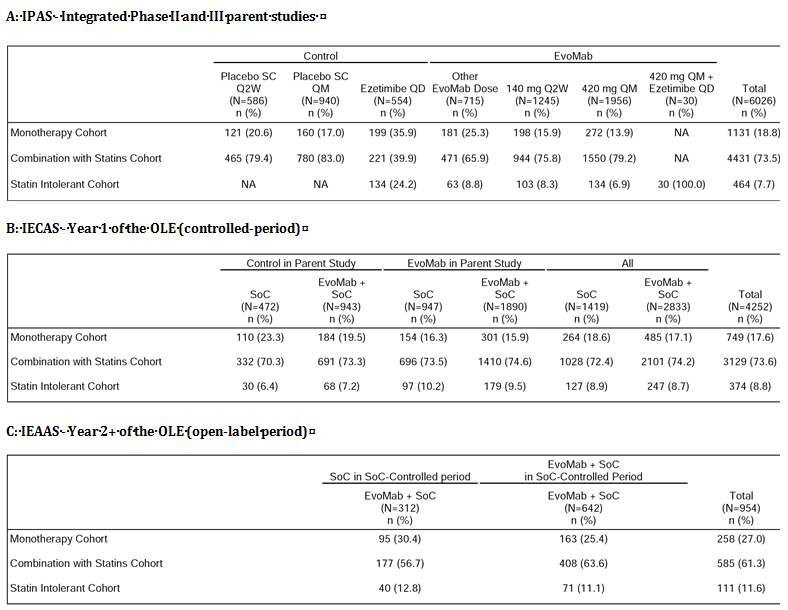 A: IPAS - Integrated Phase II and III parent studies ¤
Control EvoMab
Placebo SC Placebo SC Other 420 mg QM +
Q2W QM Ezetimibe QD EvoMab Dose 140 mg Q2W 420 mg QM Ezetimibe QD Total
(N=586) (N=940) (N=554) (N=715) (N=1245) (N=1956) (N=30) (N=6026)
n (%) n (%) n (%) n (%) n (%) n (%) n (%) n (%)
Monotherapy Cohort 121 (20.6) 160 (17.0) 199 (35.9) 181 (25.3) 198 (15.9) 272 (13.9) NA 1131 (18.8)
Combination with Statins Cohort 465 (79.4) 780 (83.0) 221 (39.9) 471 (65.9) 944 (75.8) 1550 (79.2) NA 4431 (73.5)
Statin Intolerant Cohort NA NA 134 (24.2) 63 (8.8) 103 (8.3) 134 (6.9) 30 (100.0) 464 (7.7)
B: IECAS - Year 1 of the OLE (controlled-period) ¤
Control in Parent Study EvoMab in Parent Study All
EvoMab + EvoMab + EvoMab +
SoC SoC SoC SoC SoC SoC Total
(N=472) (N=943) (N=947) (N=1890) (N=1419) (N=2833) (N=4252)
n (%) n (%) n (%) n (%) n (%) n (%) n (%)
Monotherapy Cohort 110 (23.3) 184 (19.5) 154 (16.3) 301 (15.9) 264 (18.6) 485 (17.1) 749 (17.6)
Combination with Statins Cohort 332 (70.3) 691 (73.3) 696 (73.5) 1410 (74.6) 1028 (72.4) 2101 (74.2) 3129 (73.6)
Statin Intolerant Cohort 30 (6.4) 68 (7.2) 97 (10.2) 179 (9.5) 127 (8.9) 247 (8.7) 374 (8.8)
C: IEAAS - Year 2+ of the OLE (open-label period) ¤
EvoMab + SoC
SoC in SoC-Controlled period in SoC-Controlled Period
EvoMab + SoC EvoMab + SoC Total
(N=312) (N=642) (N=954)
n (%) n (%) n (%)
Monotherapy Cohort 95 (30.4) 163 (25.4) 258 (27.0)
Combination with Statins Cohort 177 (56.7) 408 (63.6) 585 (61.3)
Statin Intolerant Cohort 40 (12.8) 71 (11.1) 111 (11.6)